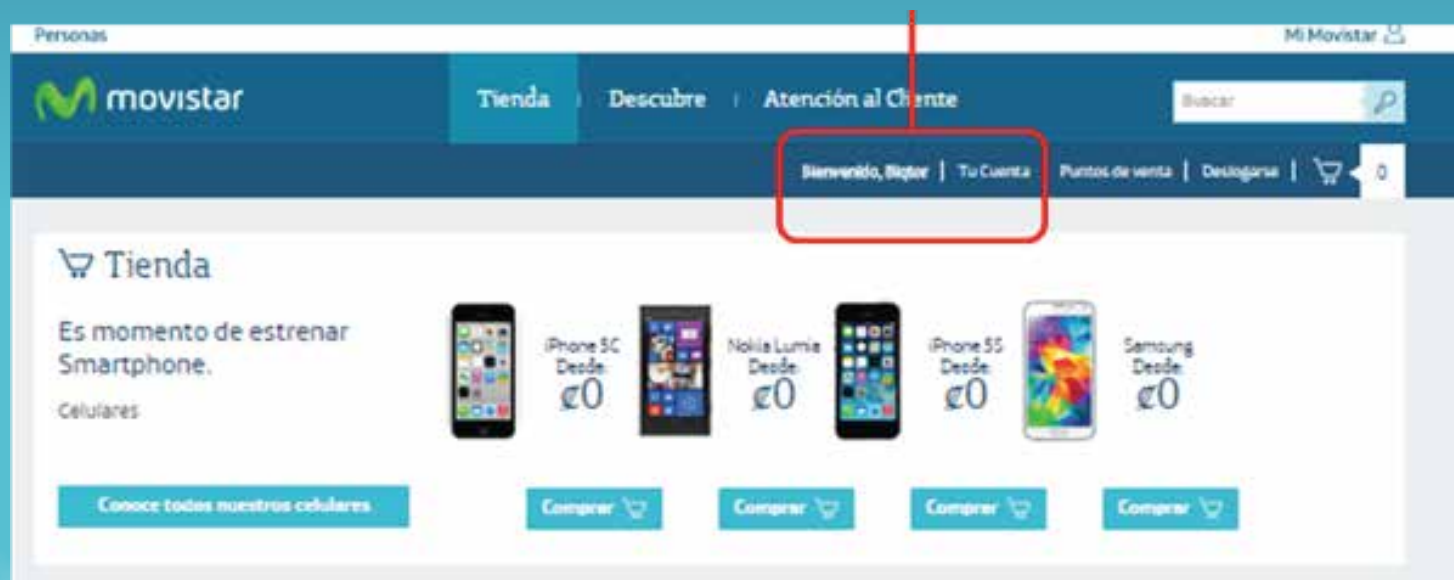 Personas
Mi Movistar
movistar
Tienda
Descubre
Atención al Cliente
Buscar
Bienvenido, | Tu Cuenta
Puntos de venta | Deslogarse |
0
Tienda
Es momento de estrenar
Smartphone.
Celulares
iPhone 5C
Desde
₡0
Nokia Lumia
Desde
₡0
iPhone 5S
Desde
₡0
Samsung
Desde
₡0
Conoce todos nuestros celulares
Comprar
Comprar
Comprar
Comprar